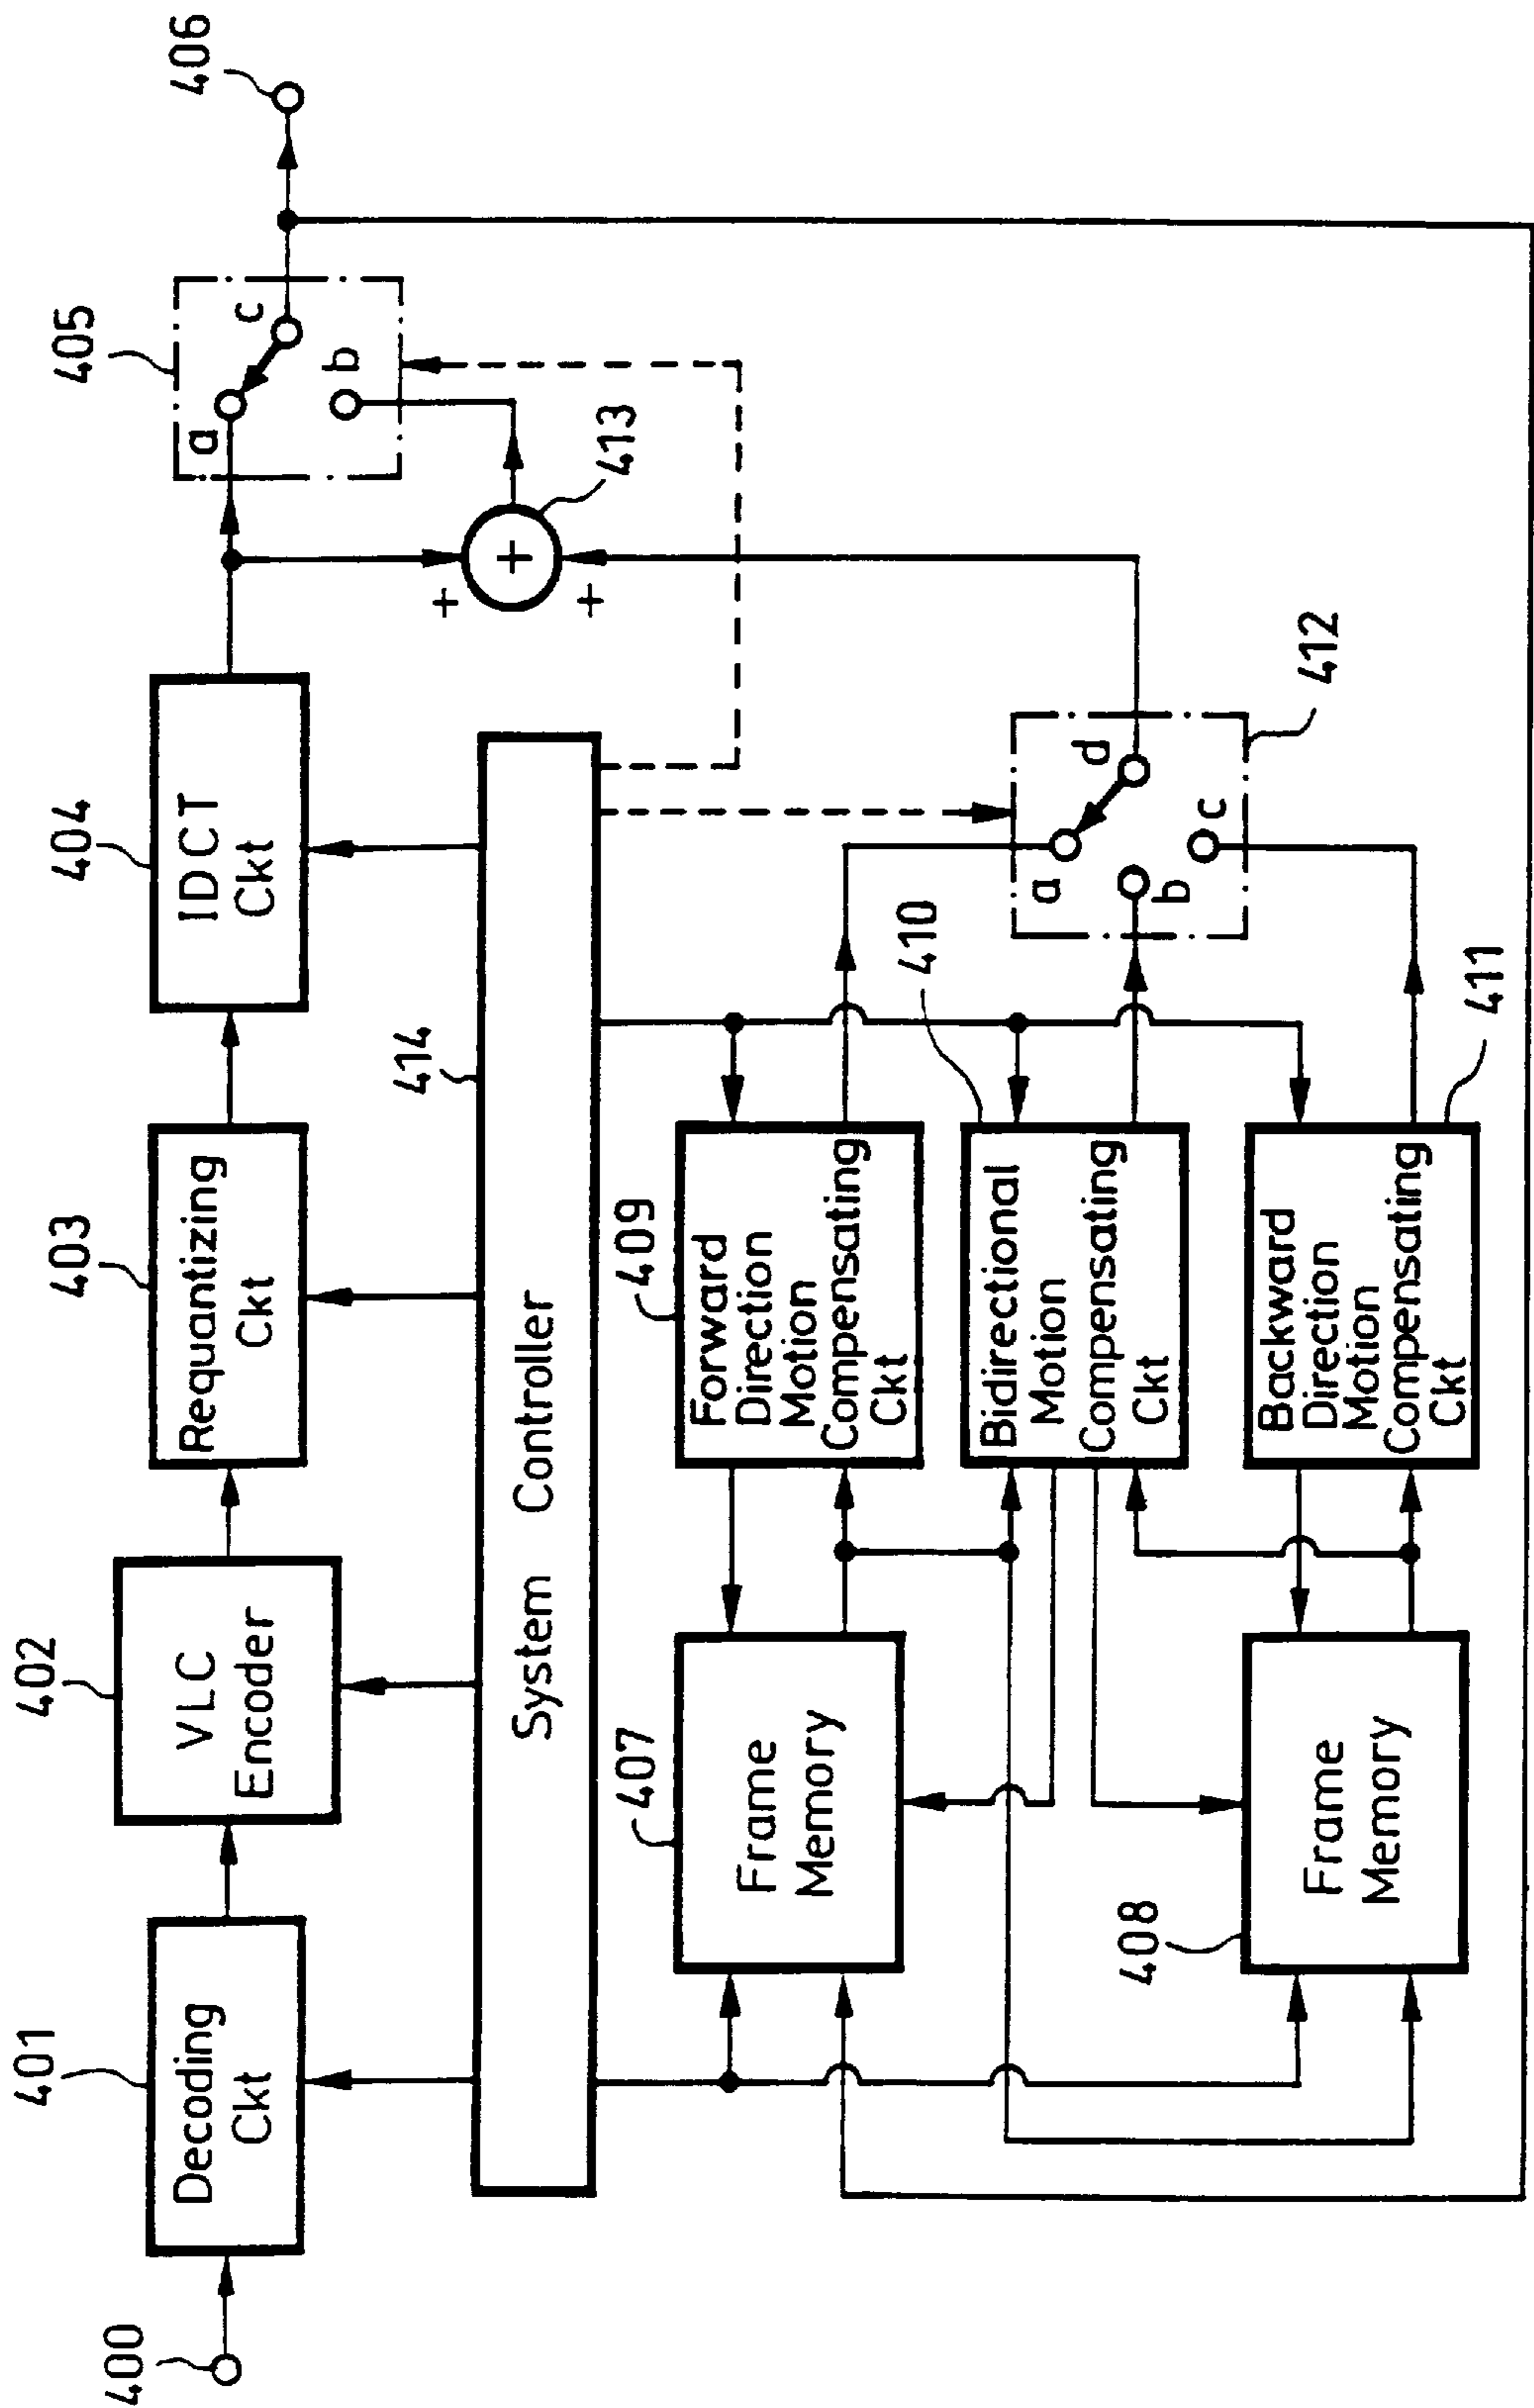 400
401
Decoding
Ckt
402
VLC
Encoder
403
Requantizing
Ckt
404
IDCT
Ckt
405
a
c
b
406
414
System Controller
+
+
+
413
407
Frame
Memory
409
Forward
Direction
Motion
Compensating
Ckt
410
Bidirectional
Motion
Compensating
Ckt
a
d
b
c
412
408
Frame
Memory
Backward
Direction
Motion
Compensating
Ckt
411